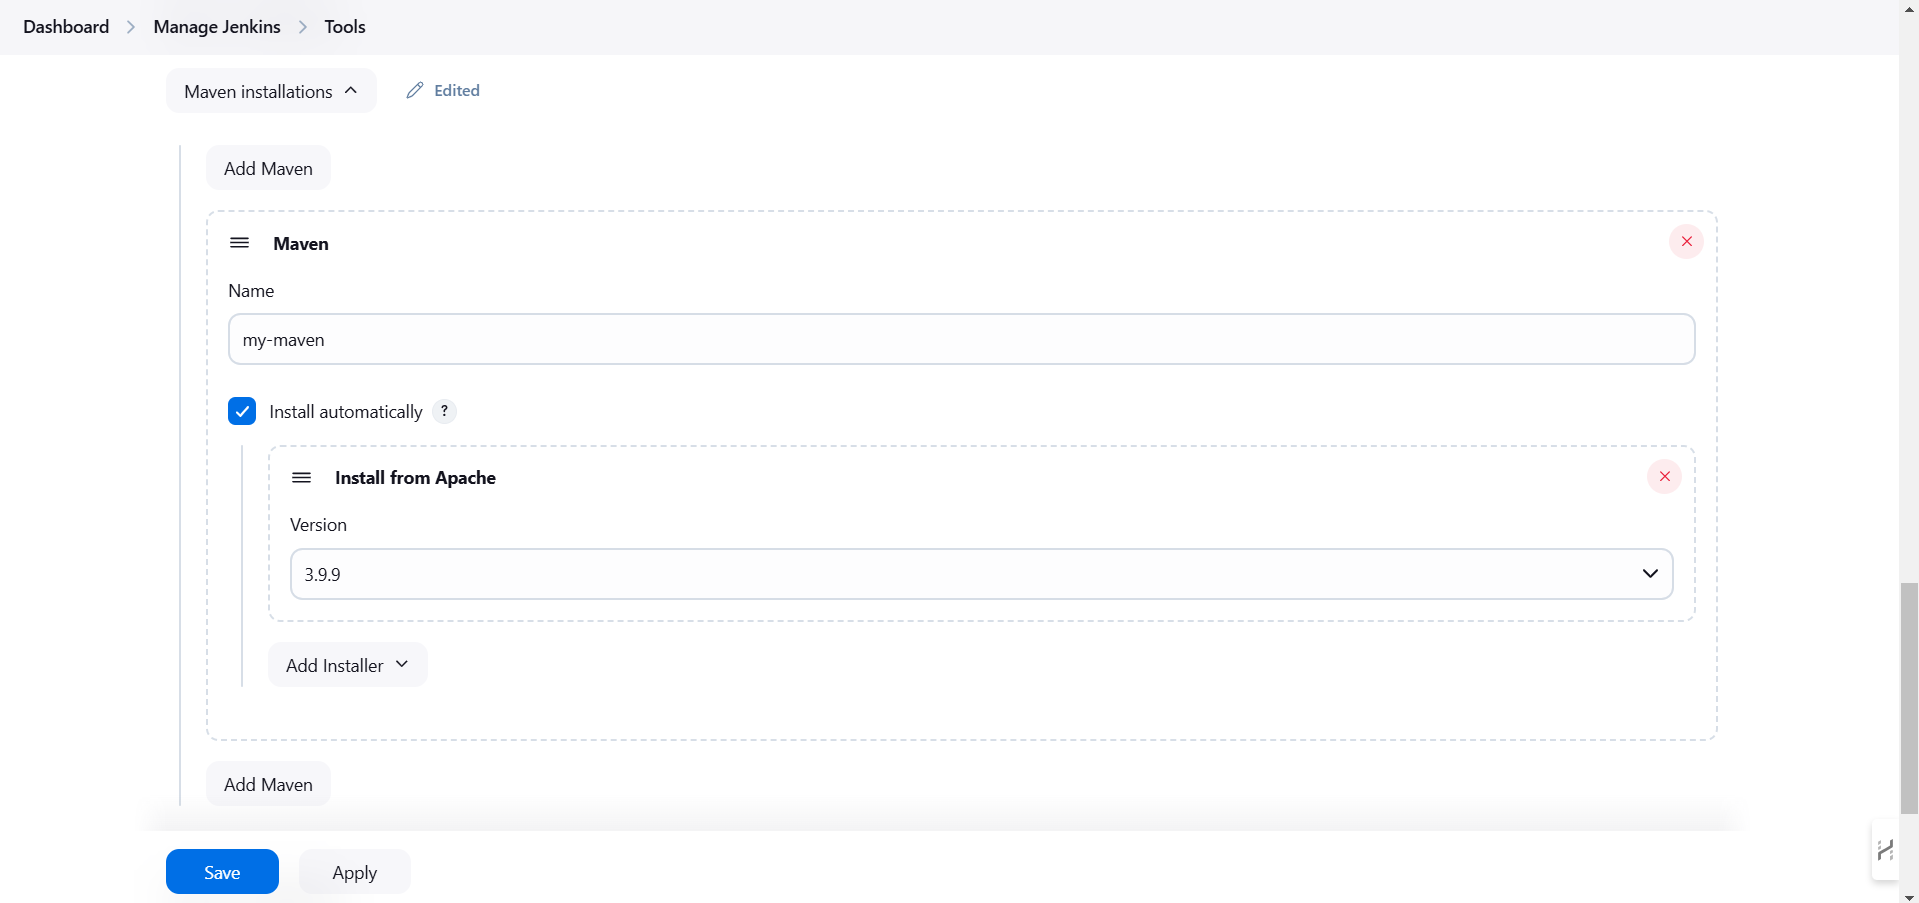 Dashboard
Manage Jenkins
Tools
Maven installations
Edited
Add Maven
Maven
Name
my-maven
Install automatically ?
Install from Apache
Version
3.9.9
Add Installer
Add Maven
Save
Apply